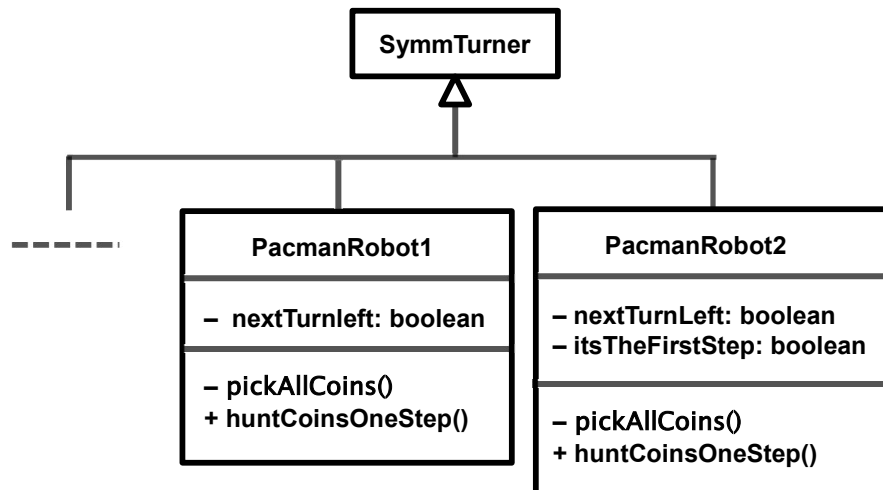 SymmTurner
PacmanRobot1
– nextTurnleft: boolean
– pickAllCoins()
+ huntCoinsOneStep()
PacmanRobot2
– nextTurnLeft: boolean
– itsTheFirstStep: boolean
– pickAllCoins()
+ huntCoinsOneStep()